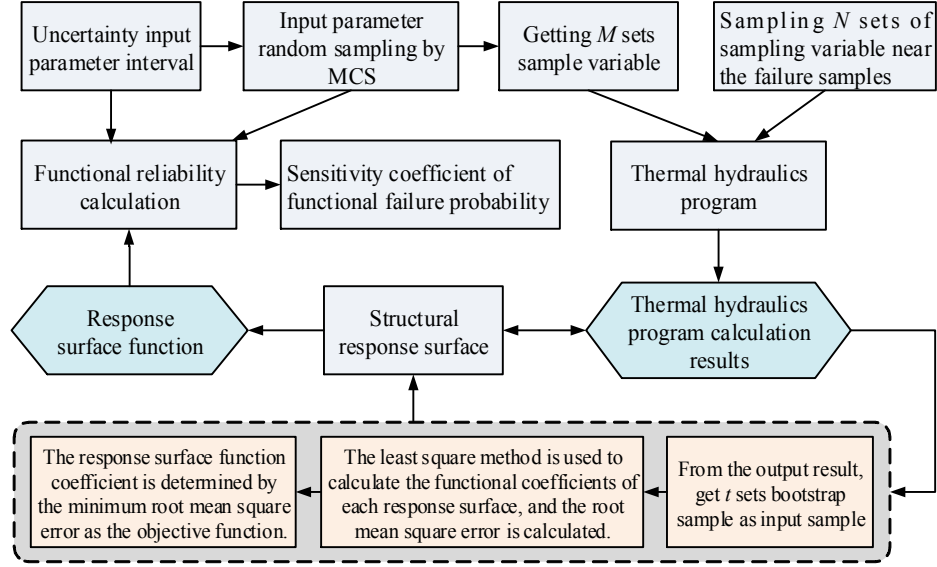 Uncertainty input
parameter interval
Input parameter
random sampling by
MCS
Getting M sets
sample variable
Sampling N sets of
sampling variable near
the failure samples
Functional reliability
calculation
Sensitivity coefficient of
functional failure probability
Thermal hydraulics
program
Response
surface function
Structural
response surface
Thermal hydraulics
program calculation
results
The response surface function
coefficient is determined by
the minimum root mean square
error as the objective function.
The least square method is used to
calculate the functional coefficients of
each response surface, and the root
mean square error is calculated.
From the output result,
get t sets bootstrap
sample as input sample